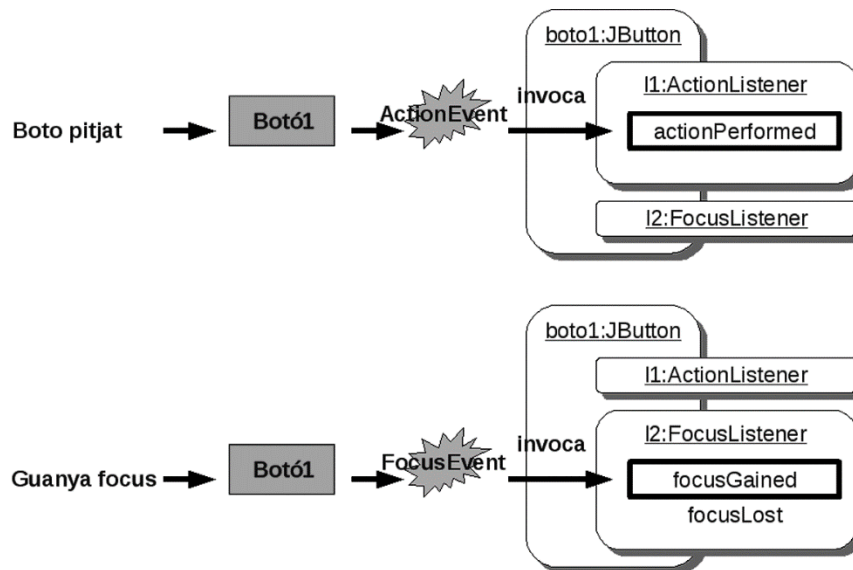 boto1:JButton
l1:ActionListener
Boto pitjat
Botó1
ActionEvent
invoca
actionPerformed
l2:FocusListener
boto1:JButton
l1:ActionListener
l2:FocusListener
Guanya focus
Botó1
FocusEvent
invoca
focusGained
focusLost